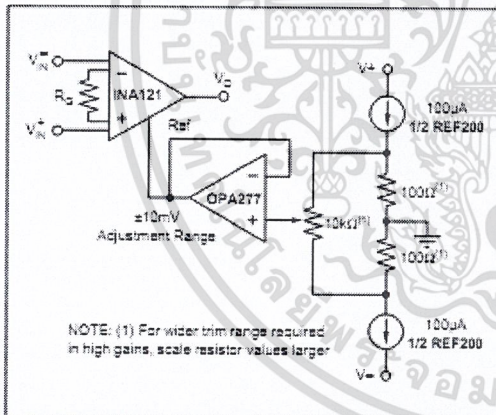 V⁻IN
RG
V⁺IN
INA121
VO
Ref
OPA277
±10mV
Adjustment Range
10kΩ(1)
V+
100µA
1/2 REF200
100Ω(1)
100Ω(1)
100µA
1/2 REF200
V−
NOTE: (1) For wider trim range required
in high gains, scale resistor values larger